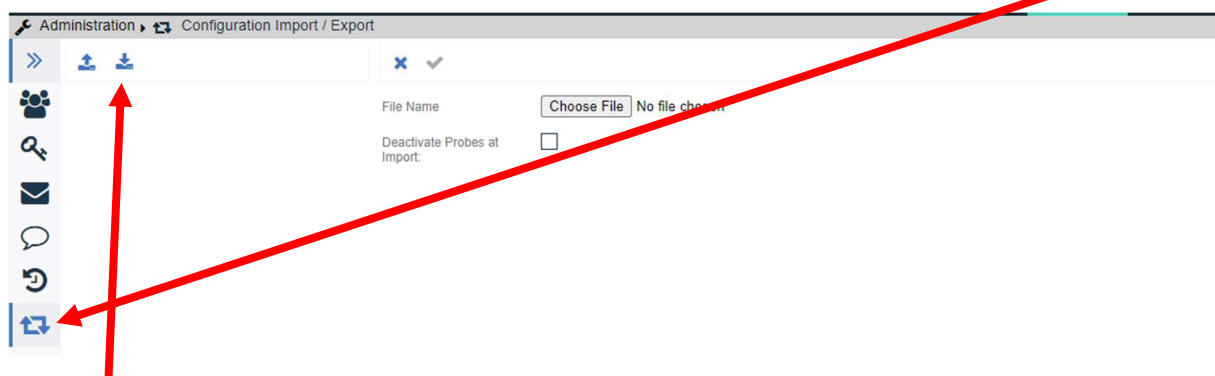 Administration Configuration Import / Export
File Name Choose File No file chosen
Deactivate Probes at
Import: